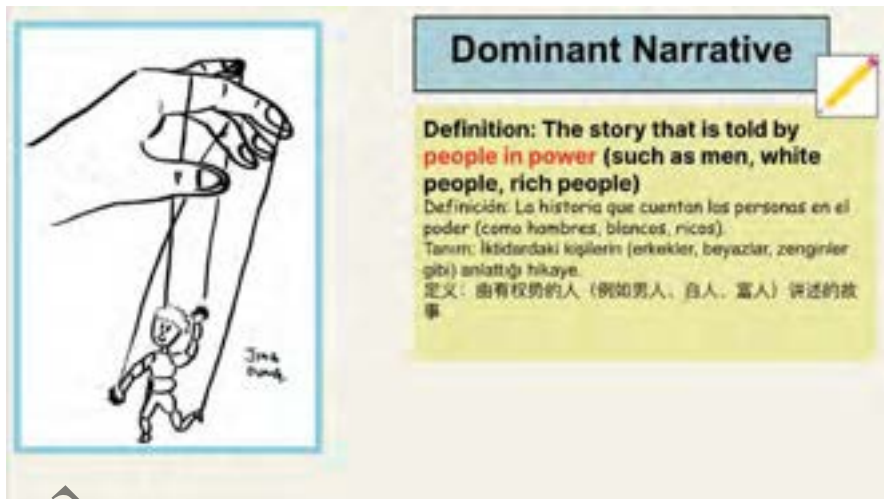 Dominant Narrative
Definition: The story that is told by
people in power (such as men, white
people, rich people)
Definición: La historia que cuentan las personas en el
poder (como hombres, blancos, ricos).
Tanım: İktidardaki kişilerin (erkekler, beyazlar, zenginler
gibi) anlattığı hikaye.
定义：由有权势的人（例如男人、白人、富人）讲述的故
事